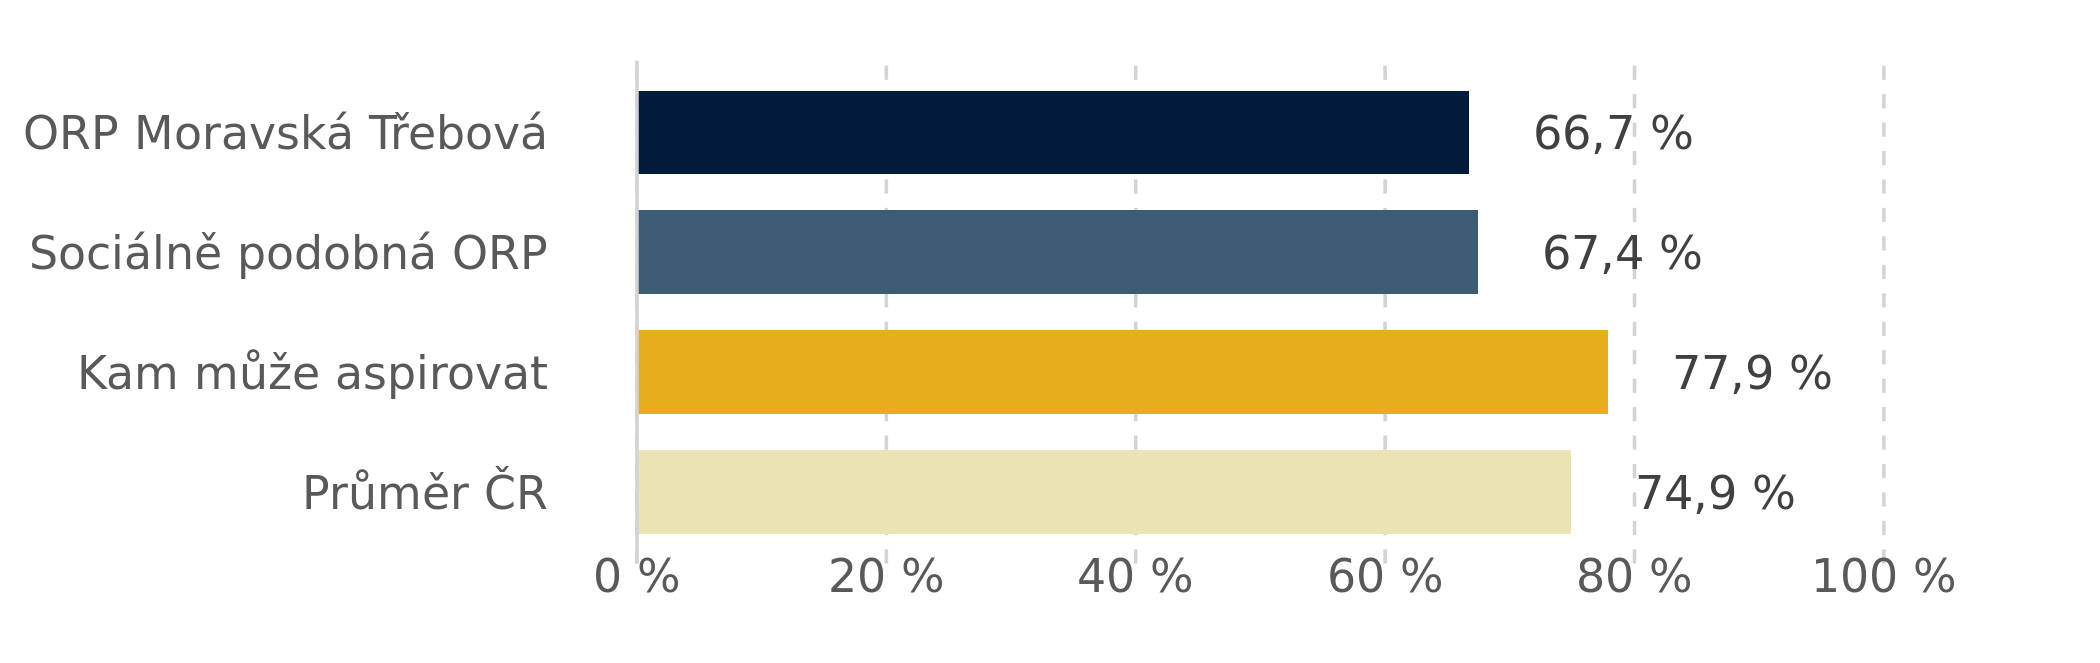 ORP Moravská Třebová 66,7 %
Sociálně podobná ORP 67,4 %
Kam může aspirovat 77,9 %
Průměr ČR 74,9 %
0 % 20 % 40 % 60 % 80 % 100 %